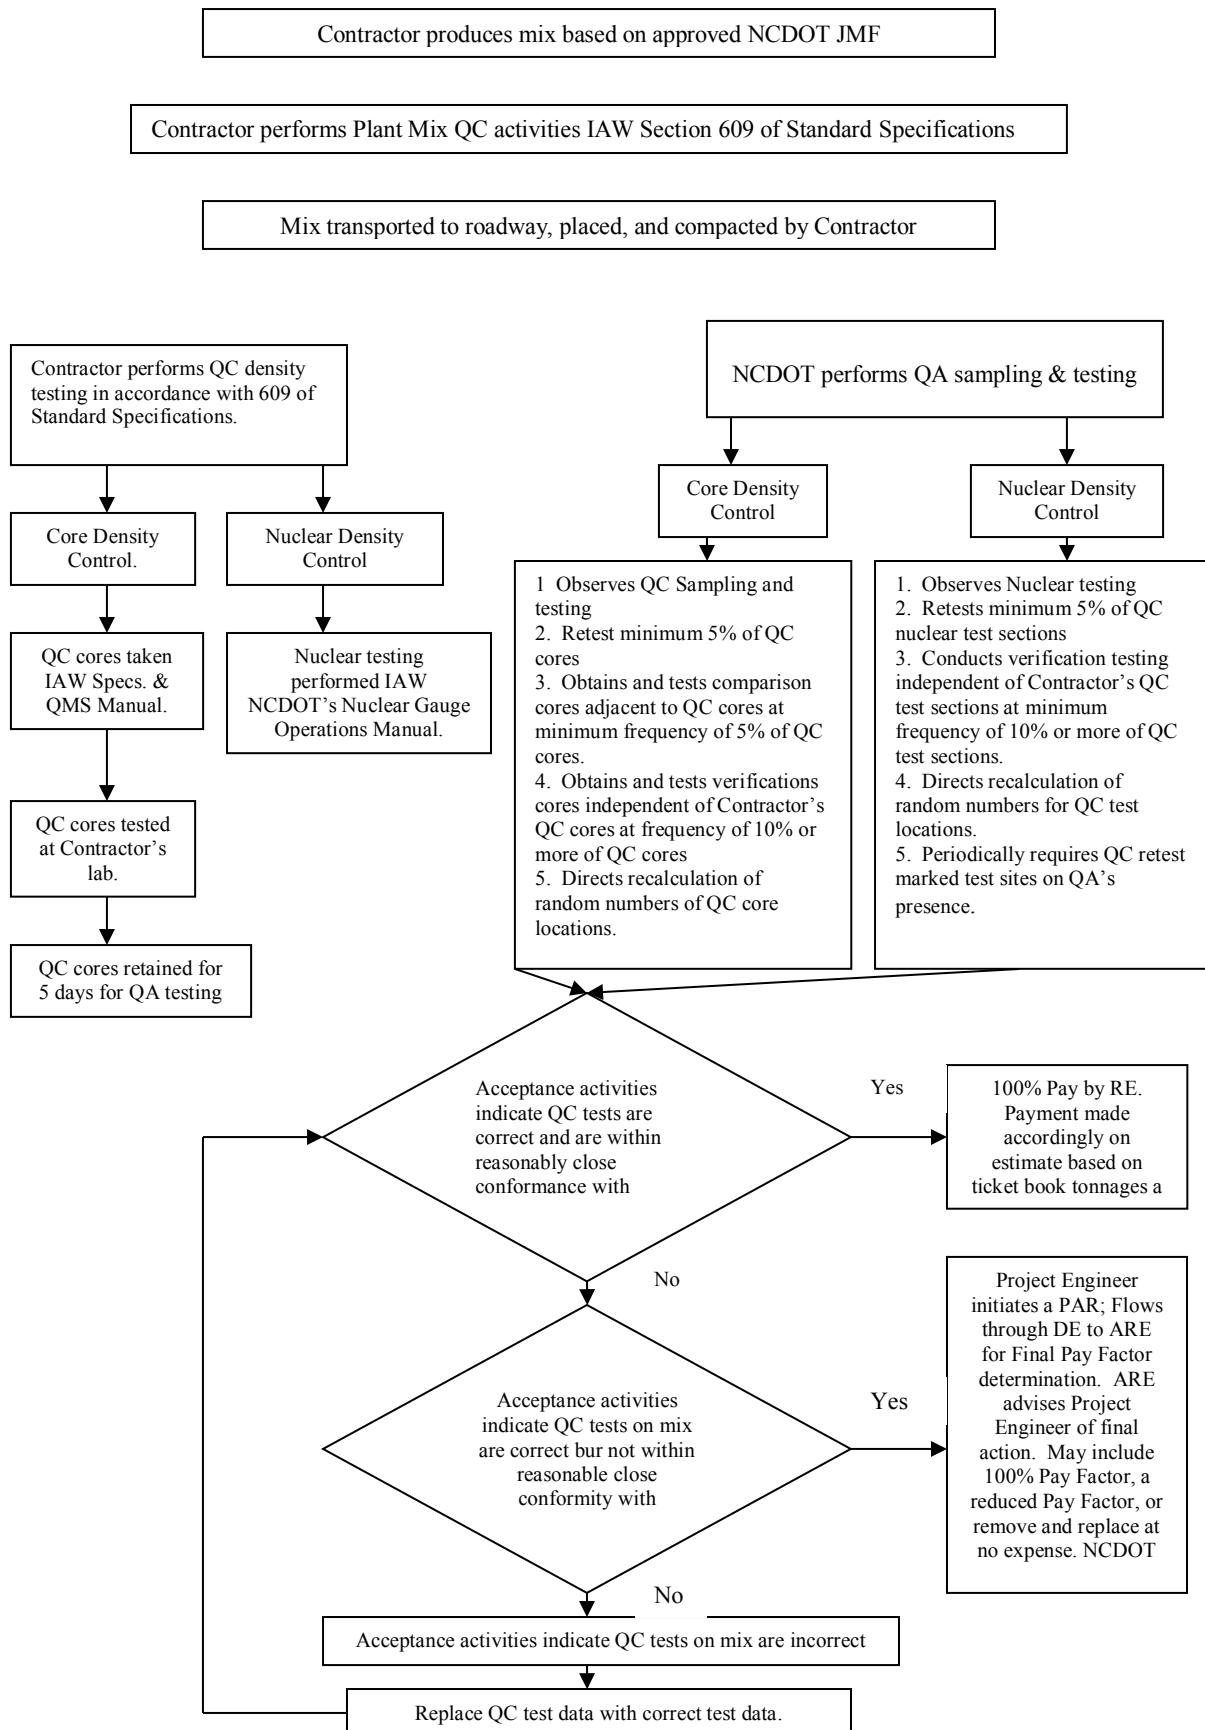 Contractor produces mix based on approved NCDOT JMF
Contractor performs Plant Mix QC activities IAW Section 609 of Standard Specifications
Mix transported to roadway, placed, and compacted by Contractor
Contractor performs QC density
testing in accordance with 609 of
Standard Specifications.
Core Density
Control.
Nuclear Density
Control
QC cores taken
IAW Specs. &
QMS Manual.
Nuclear testing
performed IAW
NCDOT's Nuclear Gauge
Operations Manual.
QC cores tested
at Contractor's
lab.
QC cores retained for
5 days for QA testing
NCDOT performs QA sampling & testing
Core Density
Control
Nuclear Density
Control
1 Observes QC Sampling and
testing
2. Retest minimum 5% of QC
cores
3. Obtains and tests comparison
cores adjacent to QC cores at
minimum frequency of 5% of QC
cores.
4. Obtains and tests verifications
cores independent of Contractor's
QC cores at frequency of 10% or
more of QC cores
5. Directs recalculation of
random numbers of QC core
locations.
1. Observes Nuclear testing
2. Retests minimum 5% of QC
nuclear test sections
3. Conducts verification testing
independent of Contractor's QC
test sections at minimum
frequency of 10% or more of QC
test sections.
4. Directs recalculation of
random numbers for QC test
locations.
5. Periodically requires QC retest
marked test sites on QA's
presence.
Acceptance activities
indicate QC tests are
correct and are within
reasonably close
conformance with
Yes
100% Pay by RE.
Payment made
accordingly on
estimate based on
ticket book tonnages a
No
Acceptance activities
indicate QC tests on mix
are correct bur not within
reasonable close
conformity with
Yes
Project Engineer
initiates a PAR; Flows
through DE to ARE
for Final Pay Factor
determination. ARE
advises Project
Engineer of final
action. May include
100% Pay Factor, a
reduced Pay Factor, or
remove and replace at
no expense. NCDOT
No
Acceptance activities indicate QC tests on mix are incorrect
Replace QC test data with correct test data.